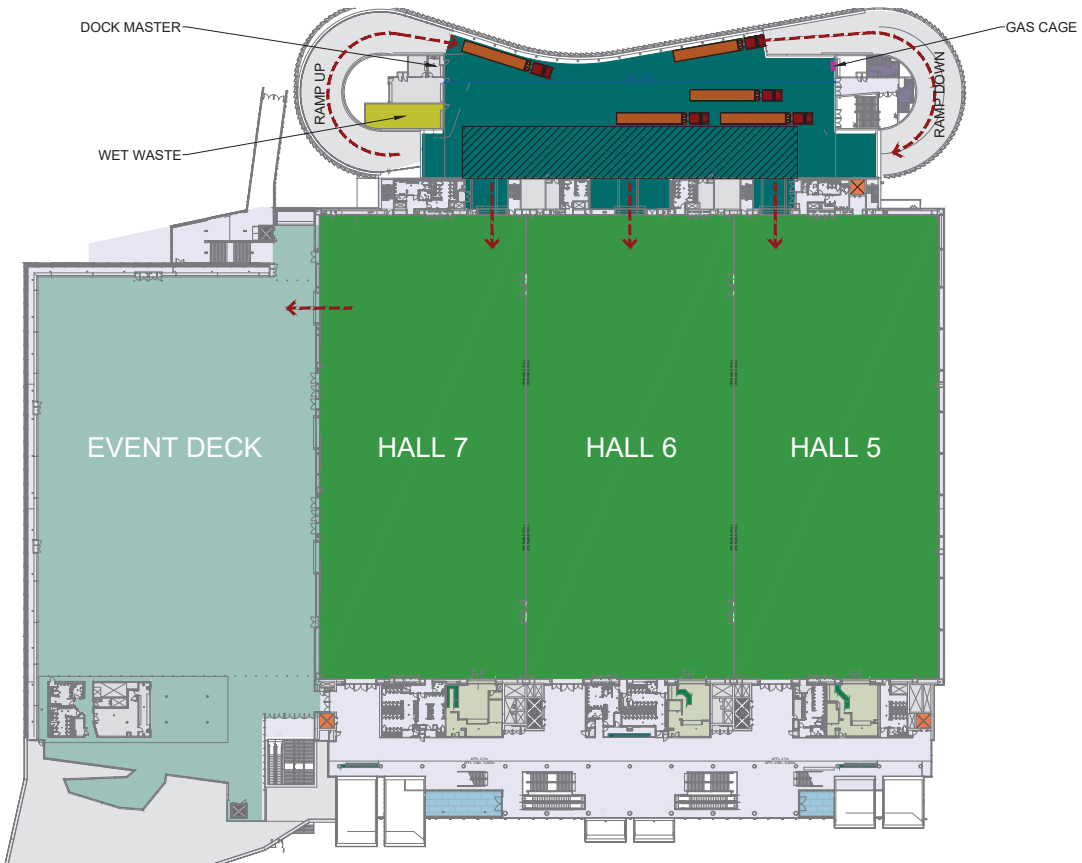 DOCK MASTER
GAS CAGE
RAMP UP
RAMP DOWN
WET WASTE
EVENT DECK
HALL 7
HALL 6
HALL 5